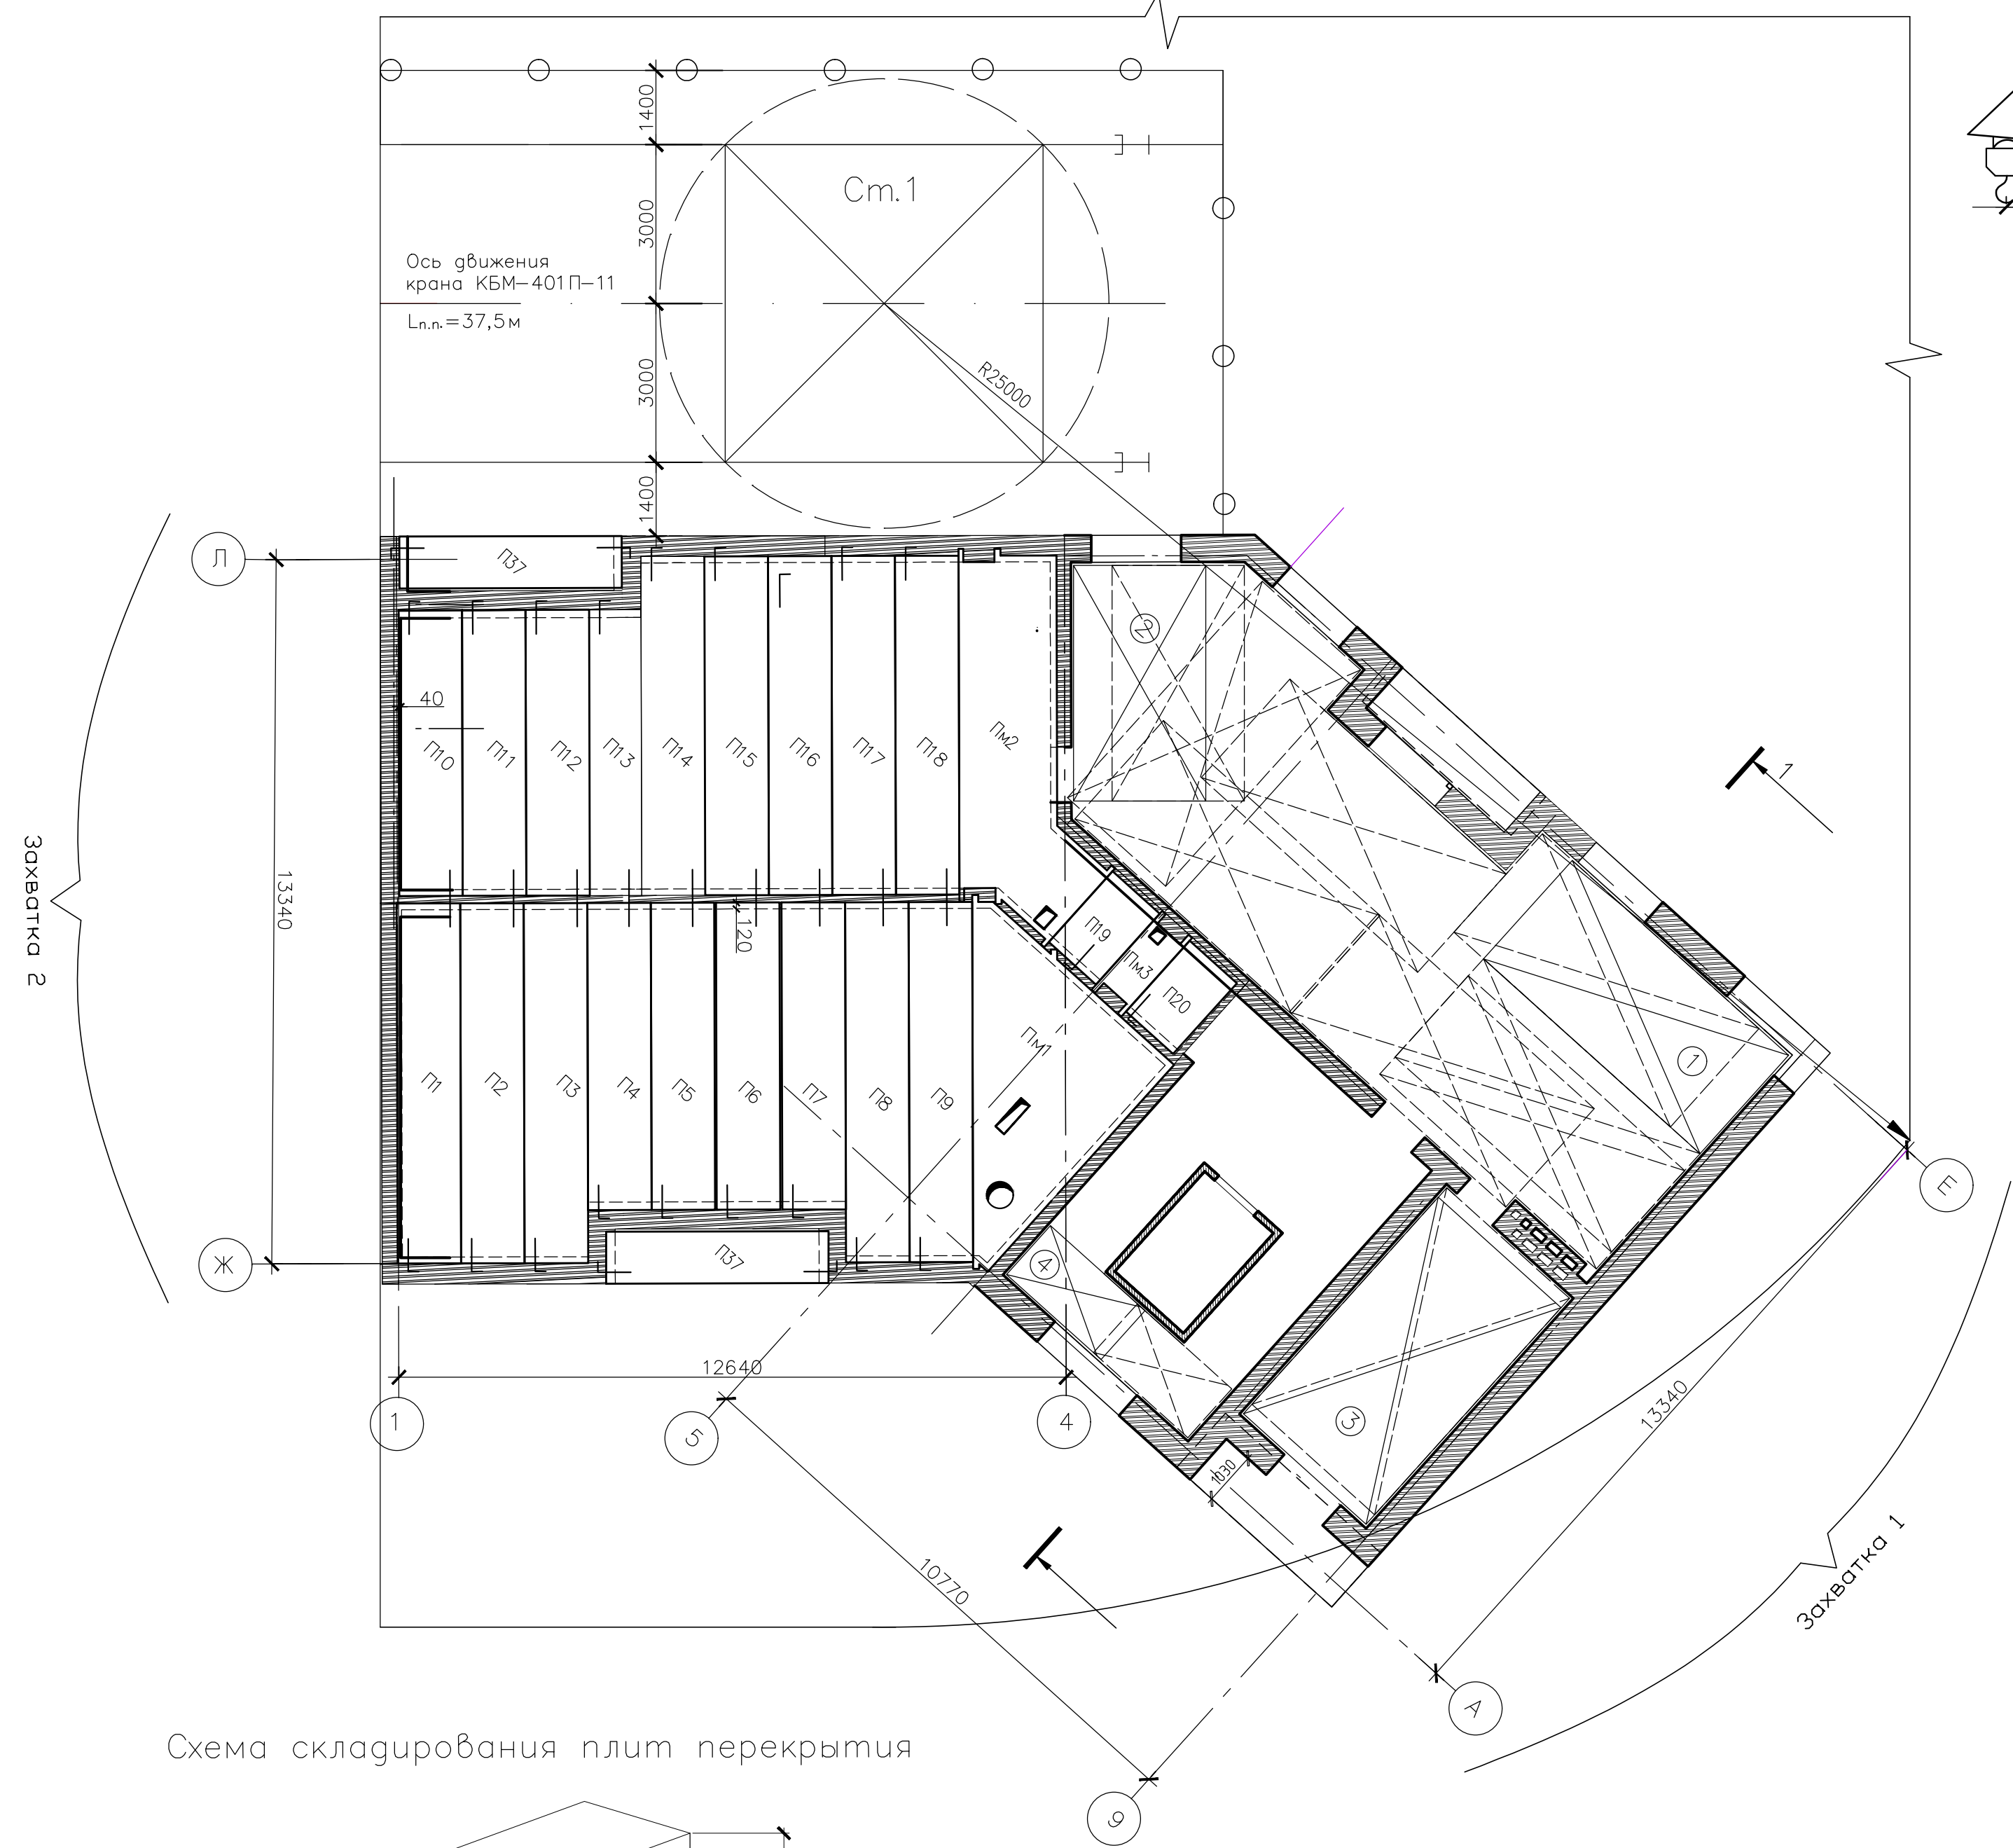 1400
3000
3000
1400
Ст.1
Ось движения
крана КБМ-401П-11
Lп.п.=37,5м
R25000
Л
П37
2
40
П10
П11
П12
П13
П14
П15
П16
П17
П18
Пм2
1
Захватка 2
13340
120
П19
Пм3
П20
Пм1
1
П1
П2
П3
П4
П5
П6
П7
П8
П9
Е
Ж
П37
4
12640
1
5
4
3
1030
13340
10770
Захватка 1
А
9
Схема складирования плит перекрытия